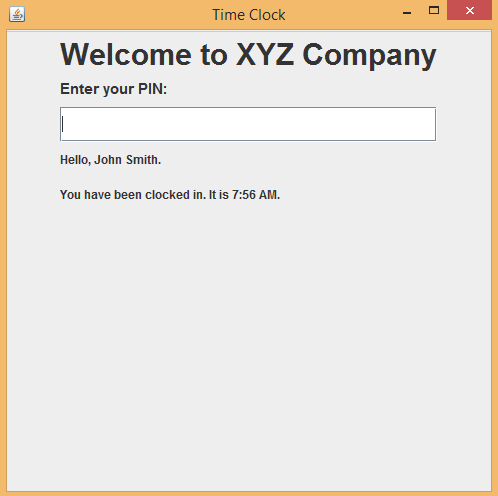 Time Clock
Welcome to XYZ Company
Enter your PIN:
Hello, John Smith.
You have been clocked in. It is 7:56 AM.